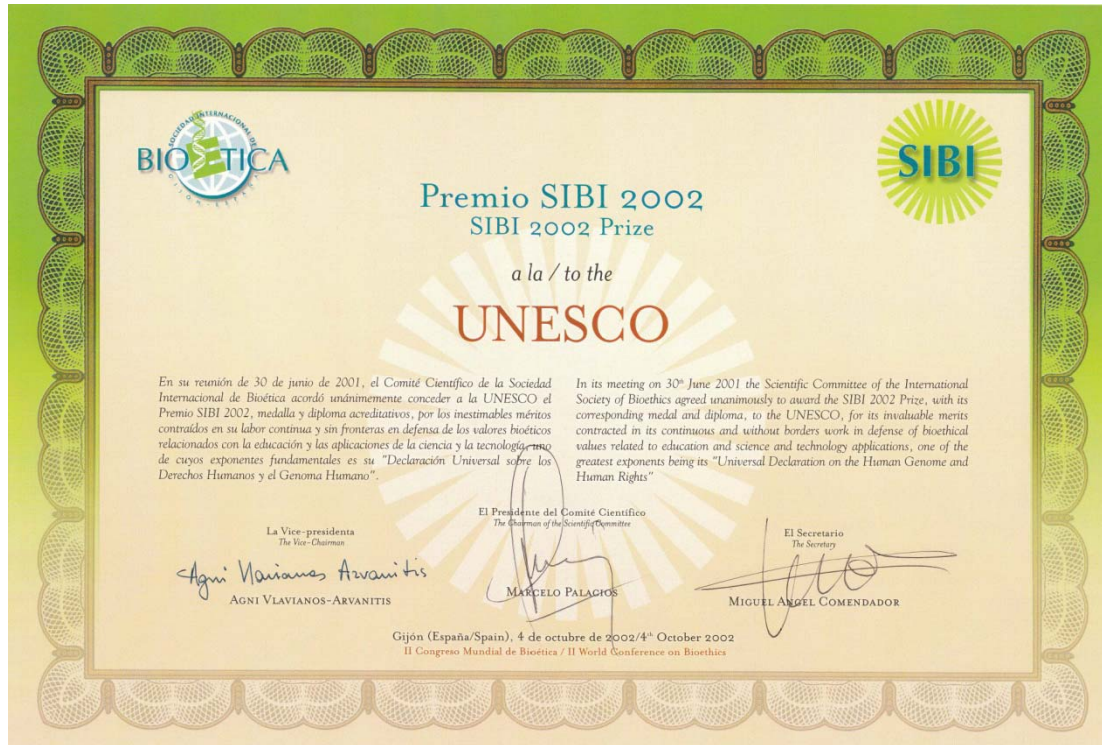 SOCIEDAD INTERNACIONAL DE
BIOÉTICA
GIJÓN - ESPAÑA
SIBI
Premio SIBI 2002
SIBI 2002 Prize
a la / to the
UNESCO
En su reunión de 30 de junio de 2001, el Comité Científico de la Sociedad
Internacional de Bioética acordó unánimemente conceder a la UNESCO el
Premio SIBI 2002, medalla y diploma acreditativos, por los inestimables méritos
contraídos en su labor continua y sin fronteras en defensa de los valores bioéticos
relacionados con la educación y las aplicaciones de la ciencia y la tecnología, uno
de cuyos exponentes fundamentales es su "Declaración Universal sobre los
Derechos Humanos y el Genoma Humano".
In its meeting on 30th June 2001 the Scientific Committee of the International
Society of Bioethics agreed unanimously to award the SIBI 2002 Prize, with its
corresponding medal and diploma, to the UNESCO, for its invaluable merits
contracted in its continuous and without borders work in defense of bioethical
values related to education and science and technology applications, one of the
greatest exponents being its "Universal Declaration on the Human Genome and
Human Rights"
La Vice-presidenta
The Vice-Chairman
Agni Vlavianos Arvanitis
AGNI VLAVIANOS-ARVANITIS
El Presidente del Comité Científico
The Chairman of the Scientific Committee
MARCELO PALACIOS
El Secretario
The Secretary
MIGUEL ANGEL COMENDADOR
Gijón (España/Spain), 4 de octubre de 2002/4th October 2002
II Congreso Mundial de Bioética / II World Conference on Bioethics